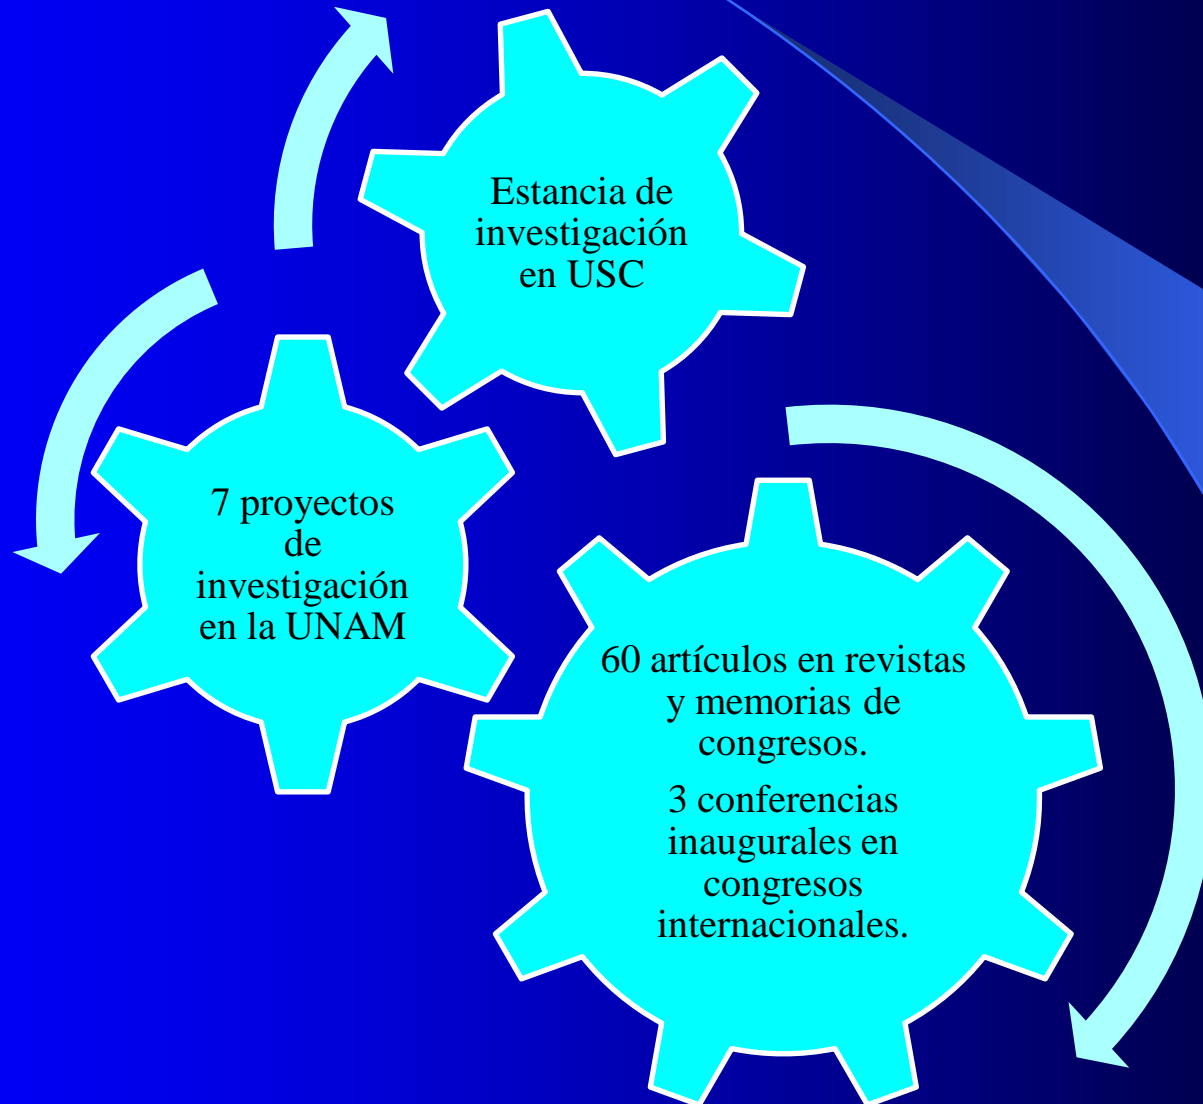 Estancia de
investigación
en USC
7 proyectos
de
investigación
en la UNAM
60 artículos en revistas
y memorias de
congresos.
3 conferencias
inaugurales en
congresos
internacionales.